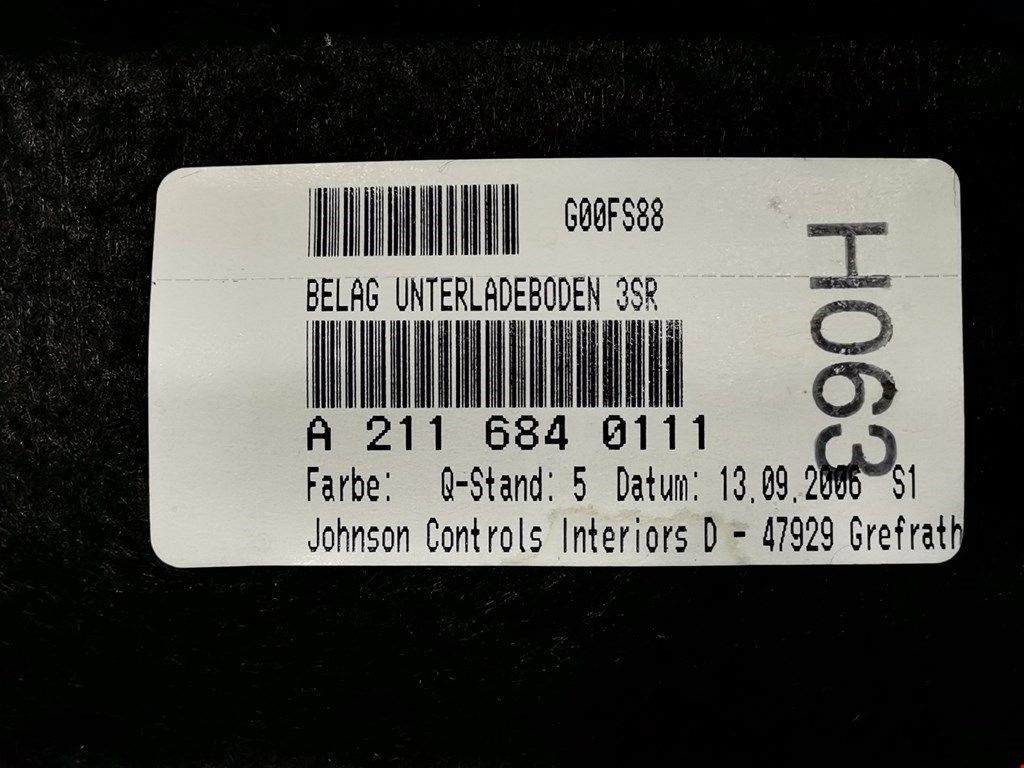 G00FS88
BELAG UNTERLADEBODEN 3SR
A 211 684 0111
Farbe: Q-Stand: 5 Datum: 13.09.2006 S1
Johnson Controls Interiors D - 47929 Grefrath
H063